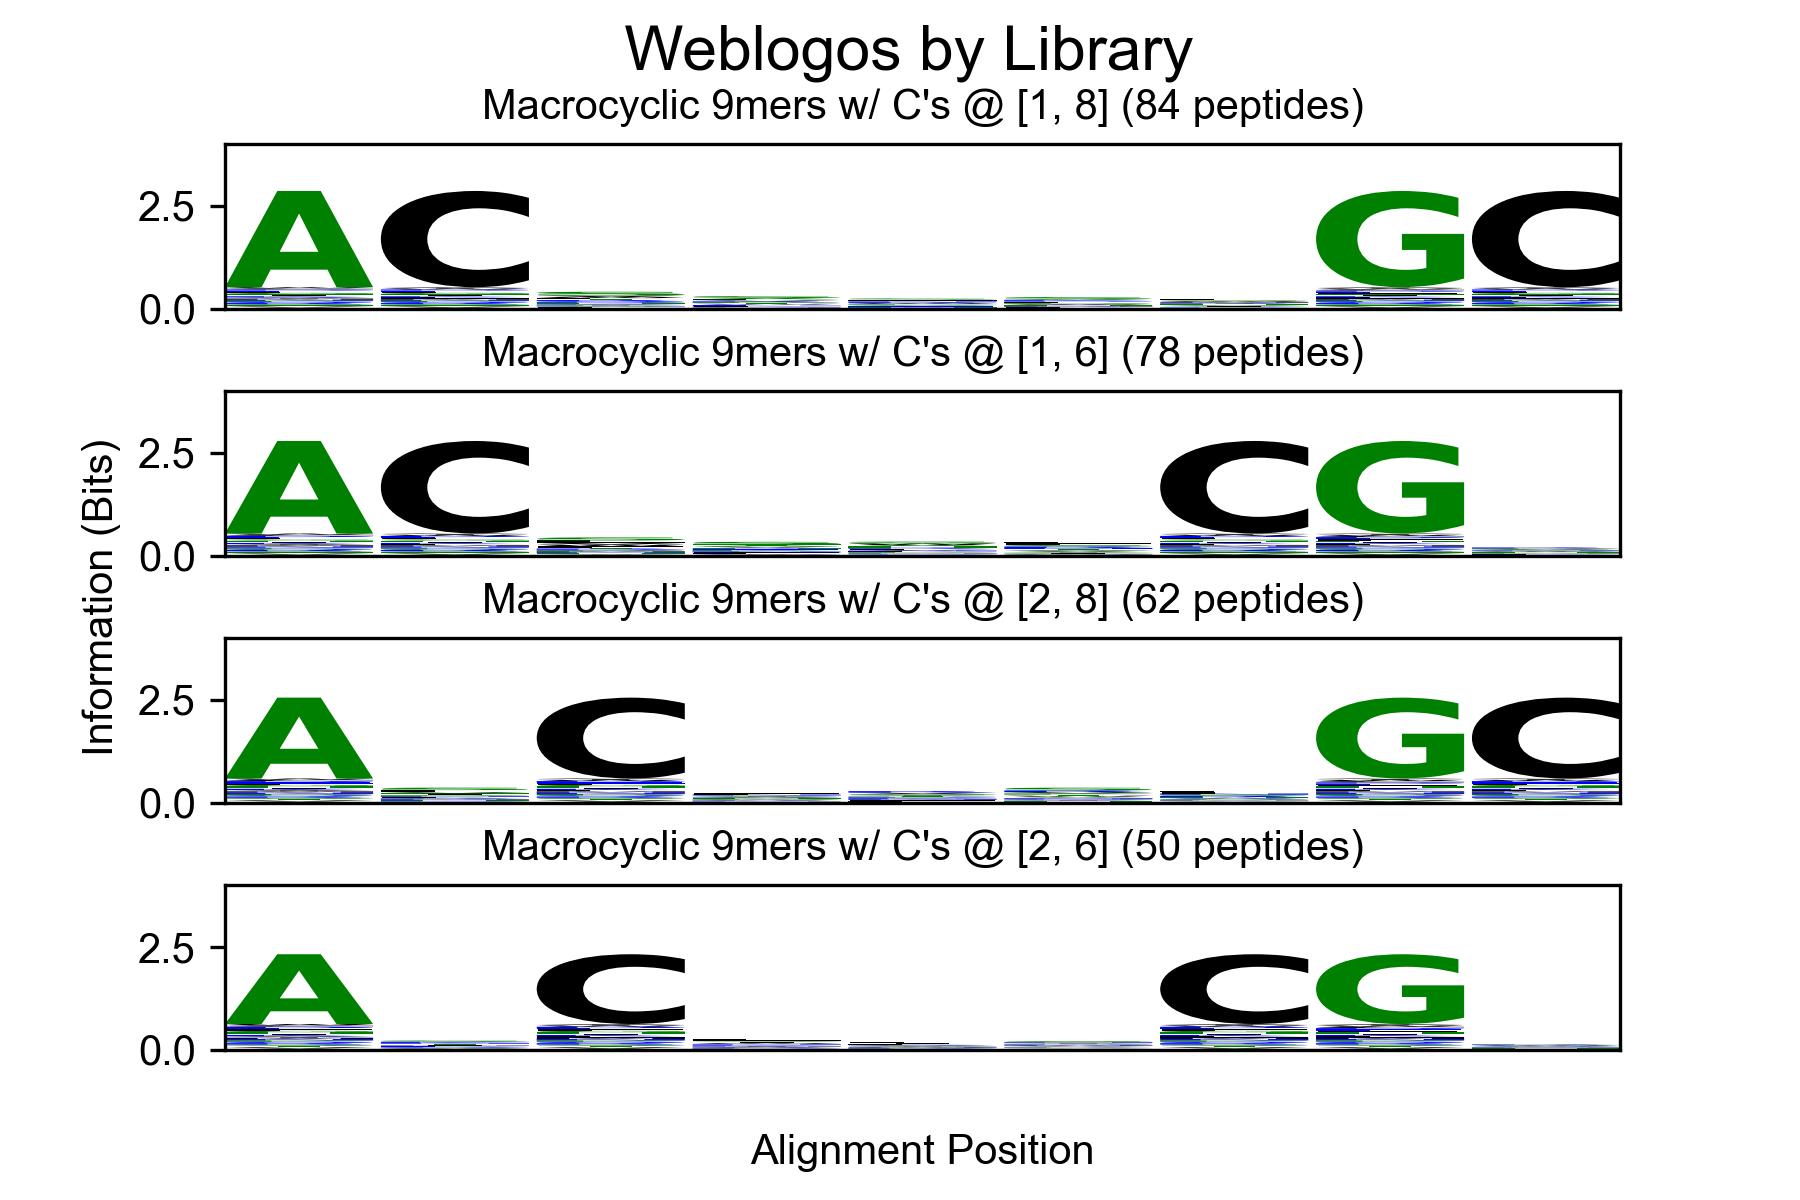 Weblogos by Library
Macrocyclic 9mers w/ C's @ [1, 8] (84 peptides)
2.5
A C G C
0.0
Macrocyclic 9mers w/ C's @ [1, 6] (78 peptides)
2.5
A C C G
0.0
Macrocyclic 9mers w/ C's @ [2, 8] (62 peptides)
2.5
A C G C
0.0
Macrocyclic 9mers w/ C's @ [2, 6] (50 peptides)
2.5
A C C G
0.0
Information (Bits)
Alignment Position